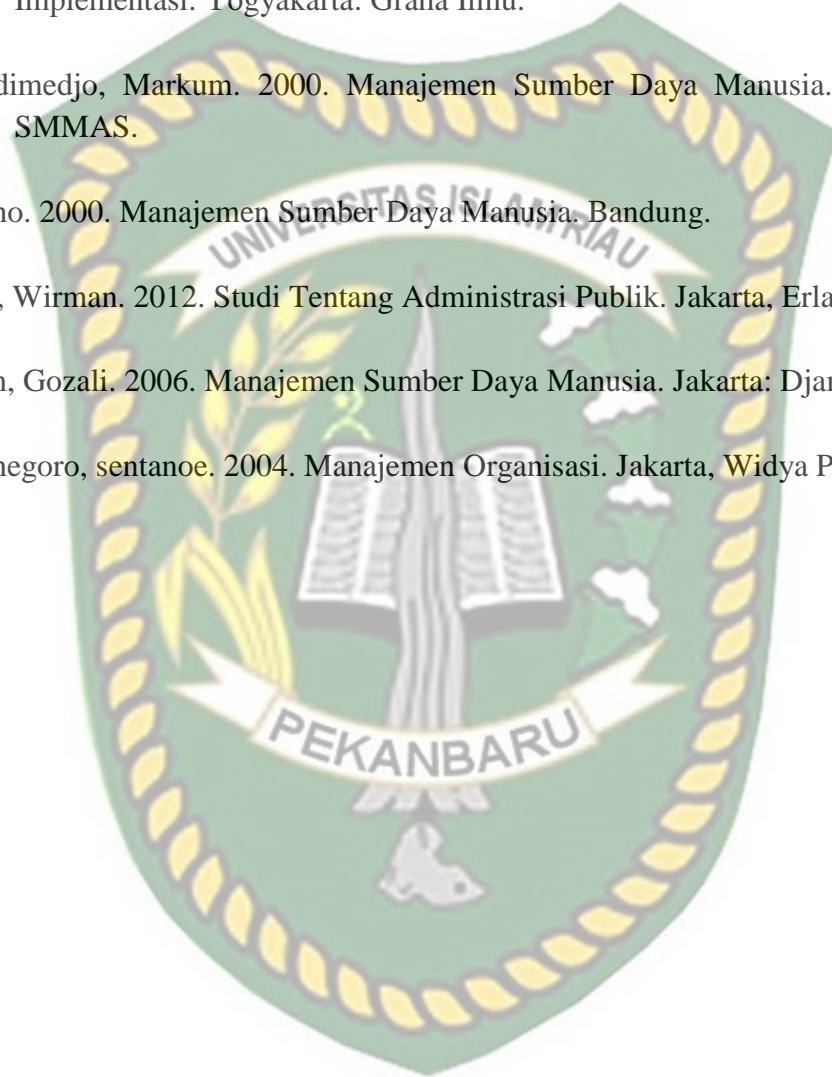 Implementasi. Yogyakarta. Graha Ilmu.
dimedjo, Markum. 2000. Manajemen Sumber Daya Manusia.
SMMAS.
no. 2000. Manajemen Sumber Daya Manusia. Bandung.
UNIVERSITAS ISLAM RIAU
, Wirman. 2012. Studi Tentang Administrasi Publik. Jakarta, Erla
, Gozali. 2006. Manajemen Sumber Daya Manusia. Jakarta: Djam
negoro, sentanoe. 2004. Manajemen Organisasi. Jakarta, Widya P
PEKANBARU